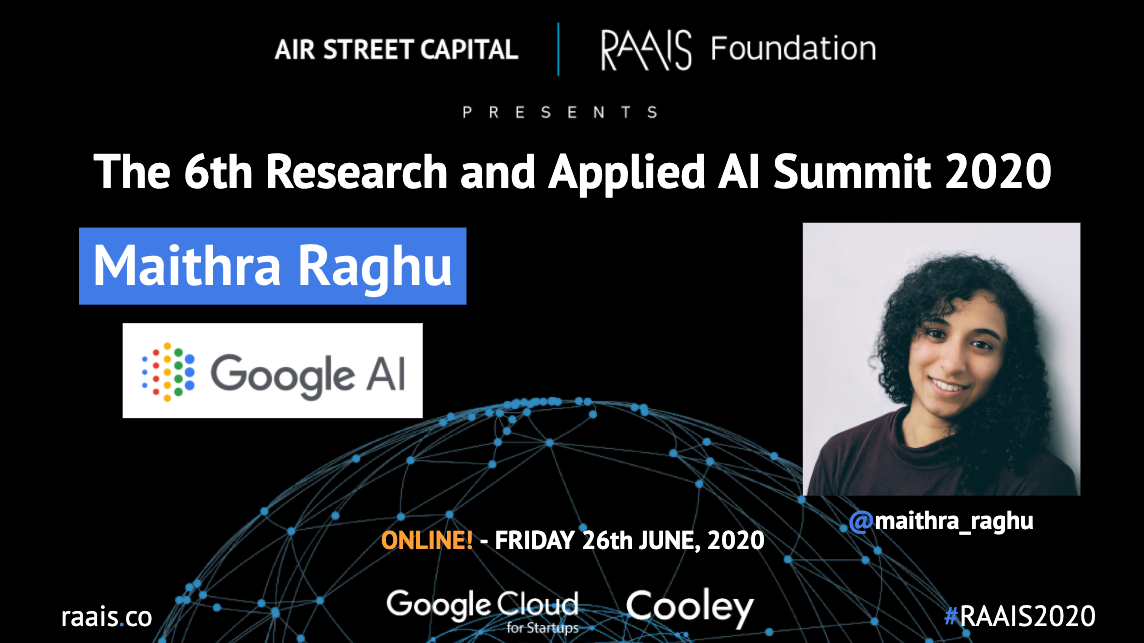 AIR STREET CAPITAL
RAAIS Foundation
PRESENTS
The 6th Research and Applied AI Summit 2020
Maithra Raghu
Google AI
@maithra_raghu
ONLINE! - FRIDAY 26th JUNE, 2020
Google Cloud
for Startups
Cooley
raais.co
#RAAIS2020